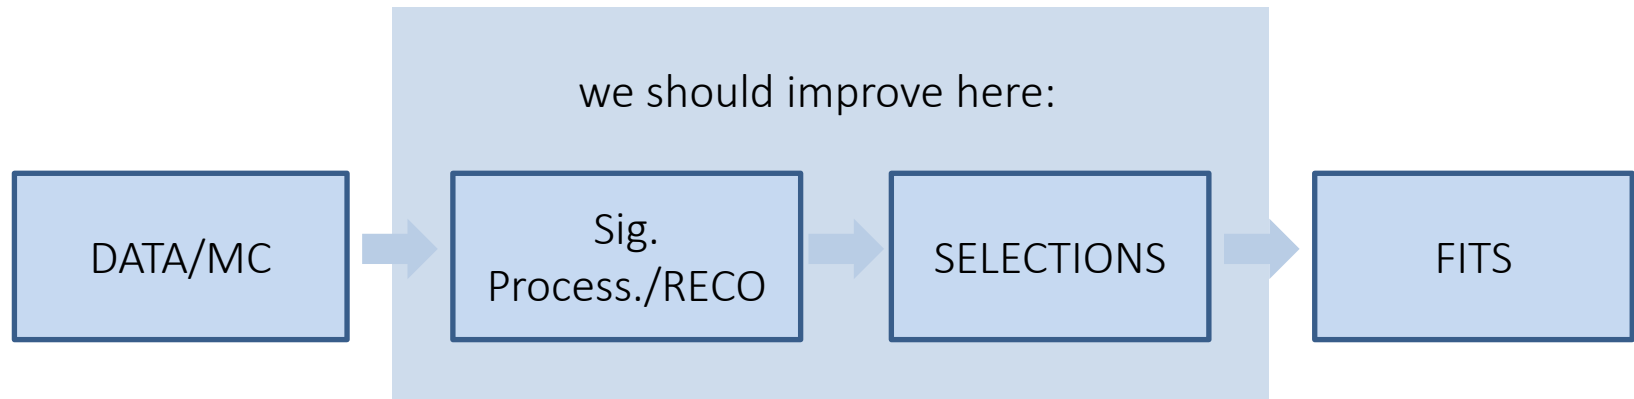 we should improve here:
DATA/MC
Sig.
Process./RECO
SELECTIONS
FITS